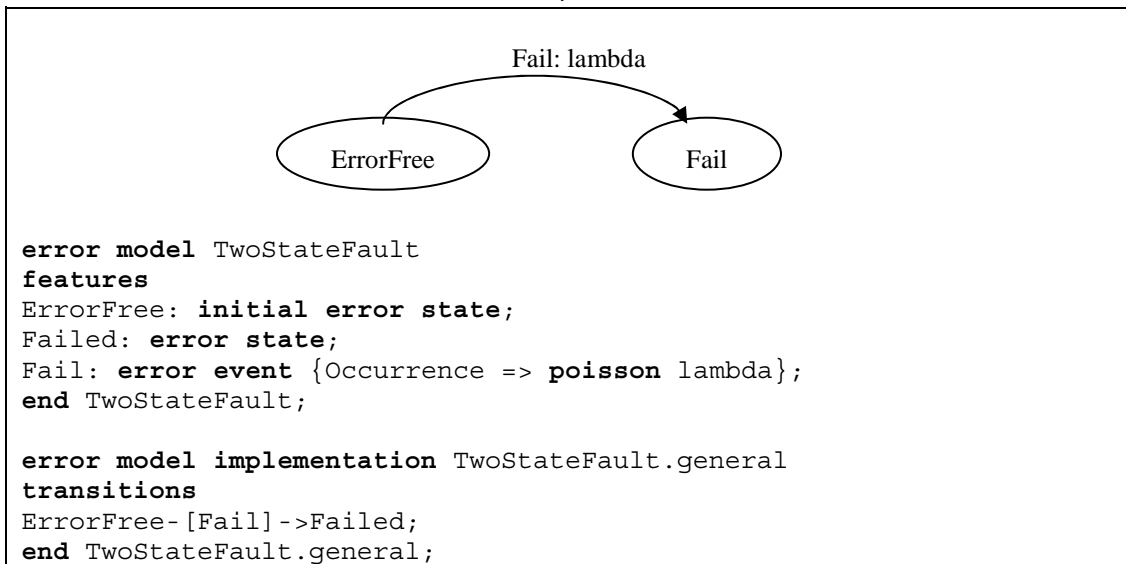 Fail: lambda
ErrorFree
Fail
error model TwoStateFault
features
ErrorFree: initial error state;
Failed: error state;
Fail: error event {Occurrence => poisson lambda};
end TwoStateFault;
error model implementation TwoStateFault.general
transitions
ErrorFree-[Fail]->Failed;
end TwoStateFault.general;